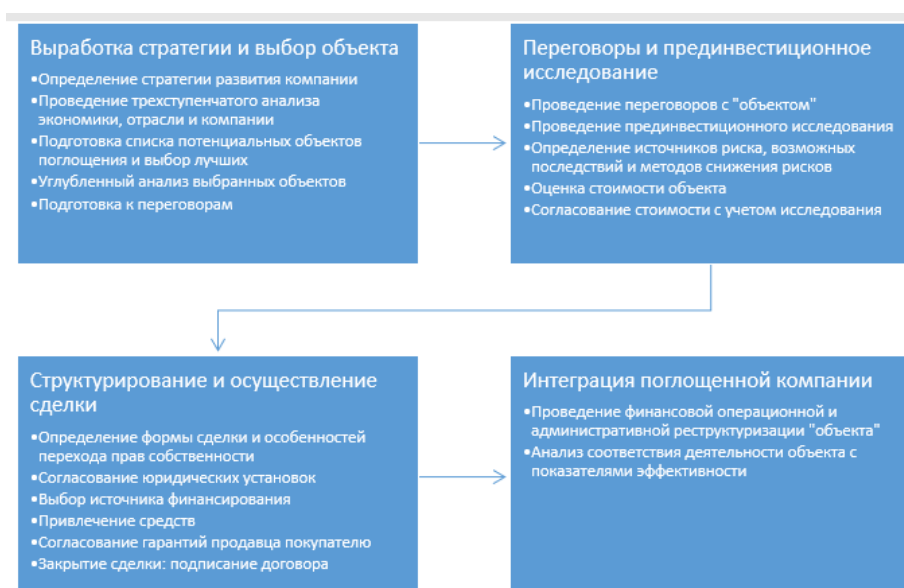 Выработка стратегии и выбор объекта
•Определение стратегии развития компании
•Проведение трехступенчатого анализа
экономики, отрасли и компании
•Подготовка списка потенциальных объектов
поглощения и выбор лучших
•Углубленный анализ выбранных объектов
•Подготовка к переговорам
Переговоры и прединвестиционное
исследование
•Проведение переговоров с "объектом"
•Проведение прединвестиционного исследования
•Определение источников риска, возможных
последствий и методов снижения рисков
•Оценка стоимости объекта
•Согласование стоимости с учетом исследования
Структурирование и осуществление
сделки
•Определение формы сделки и особенностей
перехода прав собственности
•Согласование юридических установок
•Выбор источника финансирования
•Привлечение средств
•Согласование гарантий продавца покупателю
•Закрытие сделки: подписание договора
Интеграция поглощенной компании
•Проведение финансовой операционной и
административной реструктуризации "объекта"
•Анализ соответствия деятельности объекта с
показателями эффективности